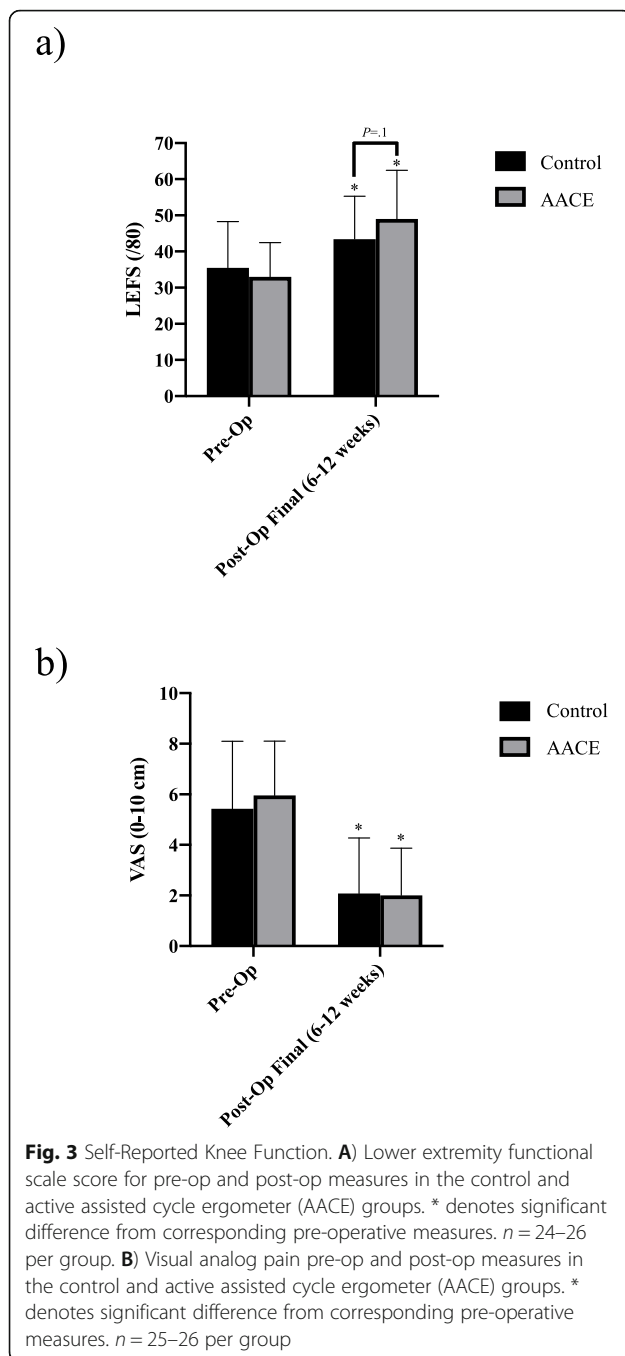 a)
P=.1
70
60
50
40
30
20
10
0
LEFS (/80)
* *
Control
AACE
Pre-Op
Post-Op Final (6-12 weeks)
b)
10
8
6
4
2
0
VAS (0-10 cm)
* *
Control
AACE
Pre-Op
Post-Op Final (6-12 weeks)
Fig. 3 Self-Reported Knee Function. A) Lower extremity functional
scale score for pre-op and post-op measures in the control and
active assisted cycle ergometer (AACE) groups. * denotes significant
difference from corresponding pre-operative measures. n = 24–26
per group. B) Visual analog pain pre-op and post-op measures in
the control and active assisted cycle ergometer (AACE) groups. *
denotes significant difference from corresponding pre-operative
measures. n = 25–26 per group